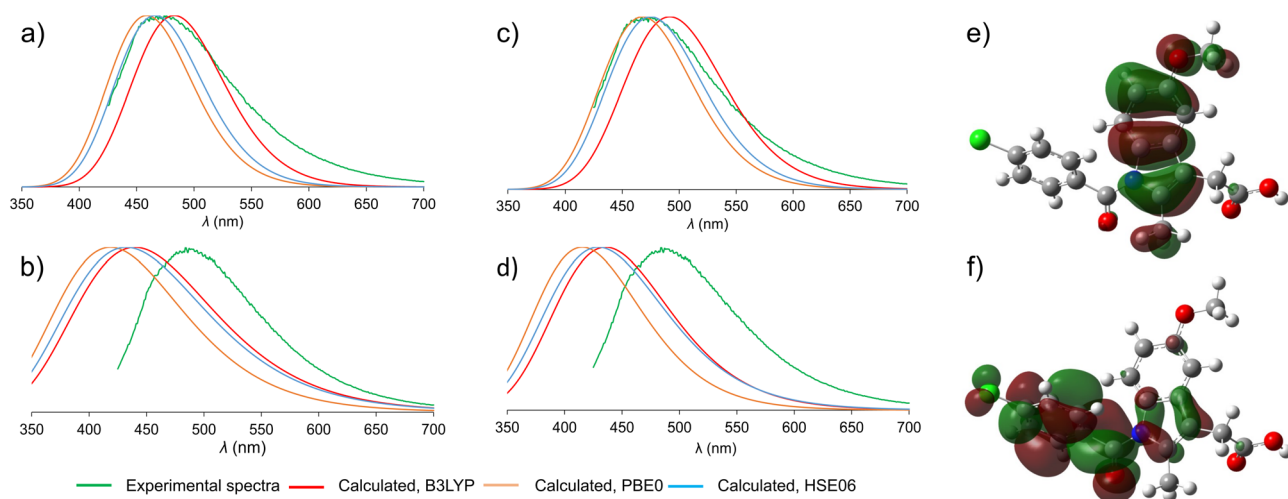 a)
c)
e)
350 400 450 500 550 600 650 700
λ (nm)
350 400 450 500 550 600 650 700
λ (nm)
b)
d)
f)
350 400 450 500 550 600 650 700
λ (nm)
350 400 450 500 550 600 650 700
λ (nm)
Experimental spectra Calculated, B3LYP Calculated, PBE0 Calculated, HSE06